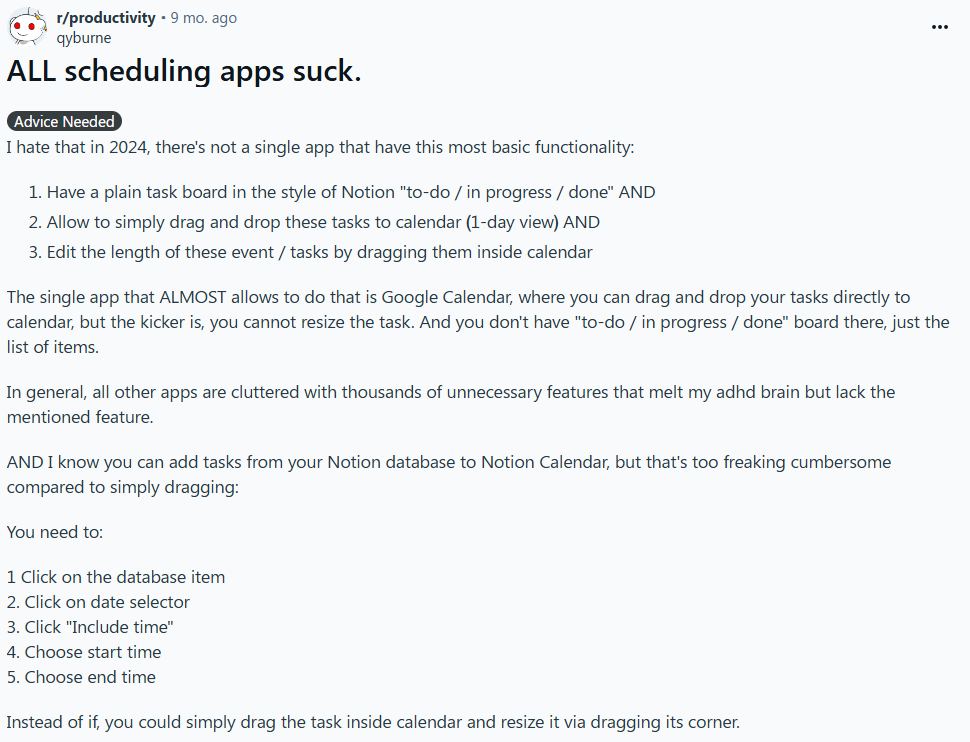 r/productivity • 9 mo. ago
qyburne
ALL scheduling apps suck.
Advice Needed
I hate that in 2024, there's not a single app that have this most basic functionality:
1. Have a plain task board in the style of Notion "to-do / in progress / done" AND
2. Allow to simply drag and drop these tasks to calendar (1-day view) AND
3. Edit the length of these event / tasks by dragging them inside calendar
The single app that ALMOST allows to do that is Google Calendar, where you can drag and drop your tasks directly to
calendar, but the kicker is, you cannot resize the task. And you don't have "to-do / in progress / done" board there, just the
list of items.
In general, all other apps are cluttered with thousands of unnecessary features that melt my adhd brain but lack the
mentioned feature.
AND I know you can add tasks from your Notion database to Notion Calendar, but that's too freaking cumbersome
compared to simply dragging:
You need to:
1 Click on the database item
2. Click on date selector
3. Click "Include time"
4. Choose start time
5. Choose end time
Instead of if, you could simply drag the task inside calendar and resize it via dragging its corner.